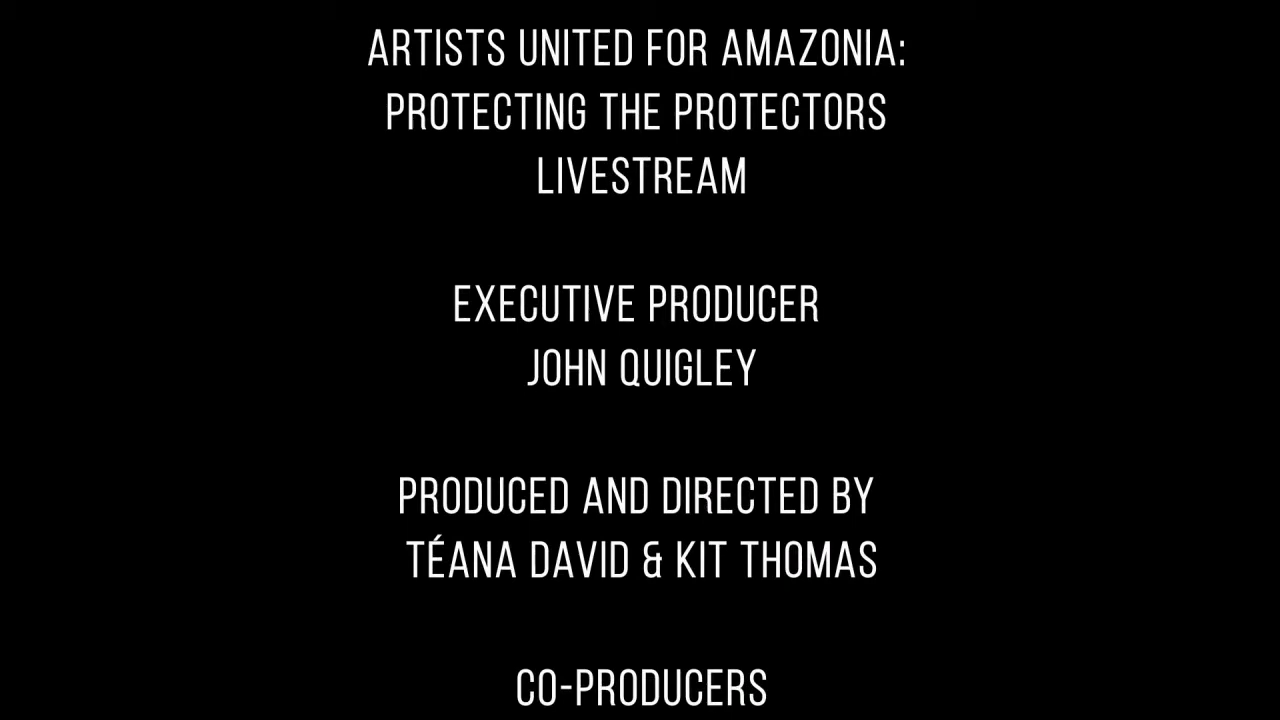 ARTISTS UNITED FOR AMAZONIA:
PROTECTING THE PROTECTORS
LIVESTREAM
EXECUTIVE PRODUCER
JOHN QUIGLEY
PRODUCED AND DIRECTED BY
TÉANA DAVID & KIT THOMAS
CO-PRODUCERS